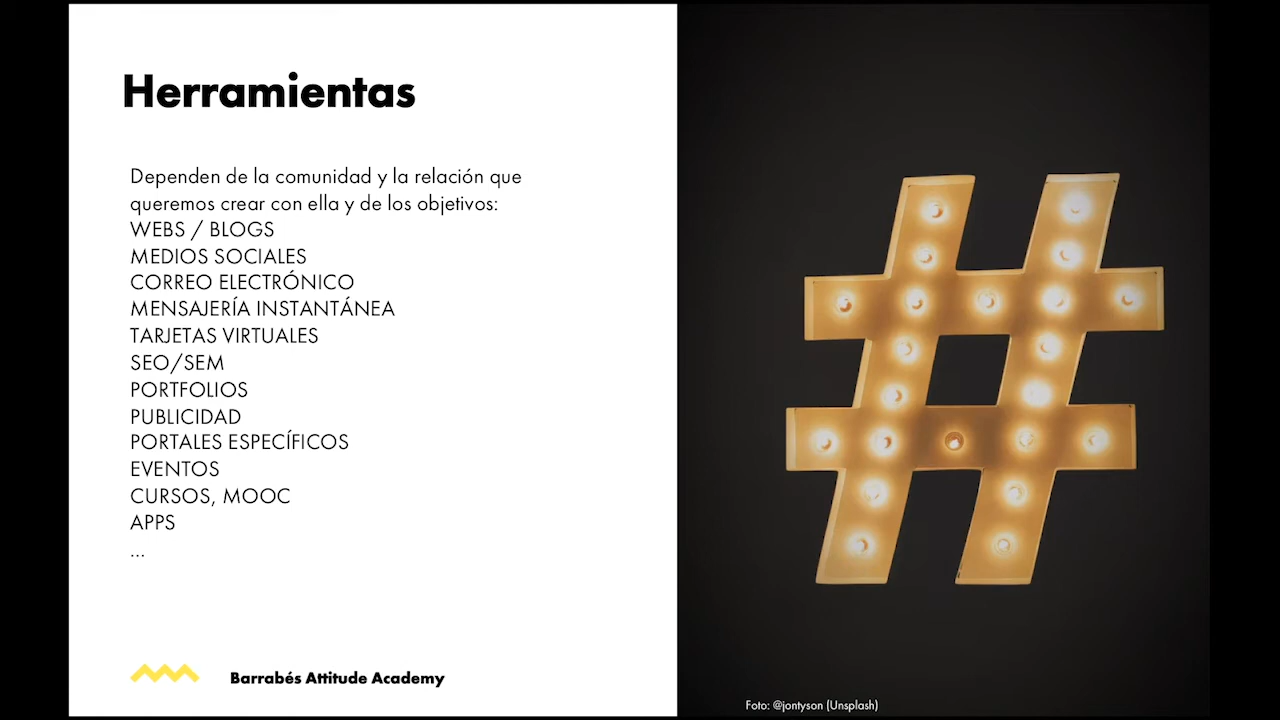 Herramientas
Dependen de la comunidad y la relación que
queremos crear con ella y de los objetivos:
WEBS / BLOGS
MEDIOS SOCIALES
CORREO ELECTRÓNICO
MENSAJERÍA INSTANTÁNEA
TARJETAS VIRTUALES
SEO/SEM
PORTFOLIOS
PUBLICIDAD
PORTALES ESPECÍFICOS
EVENTOS
CURSOS, MOOC
APPS
...
Barrabés Attitude Academy
#
Foto: @jontyson (Unsplash)